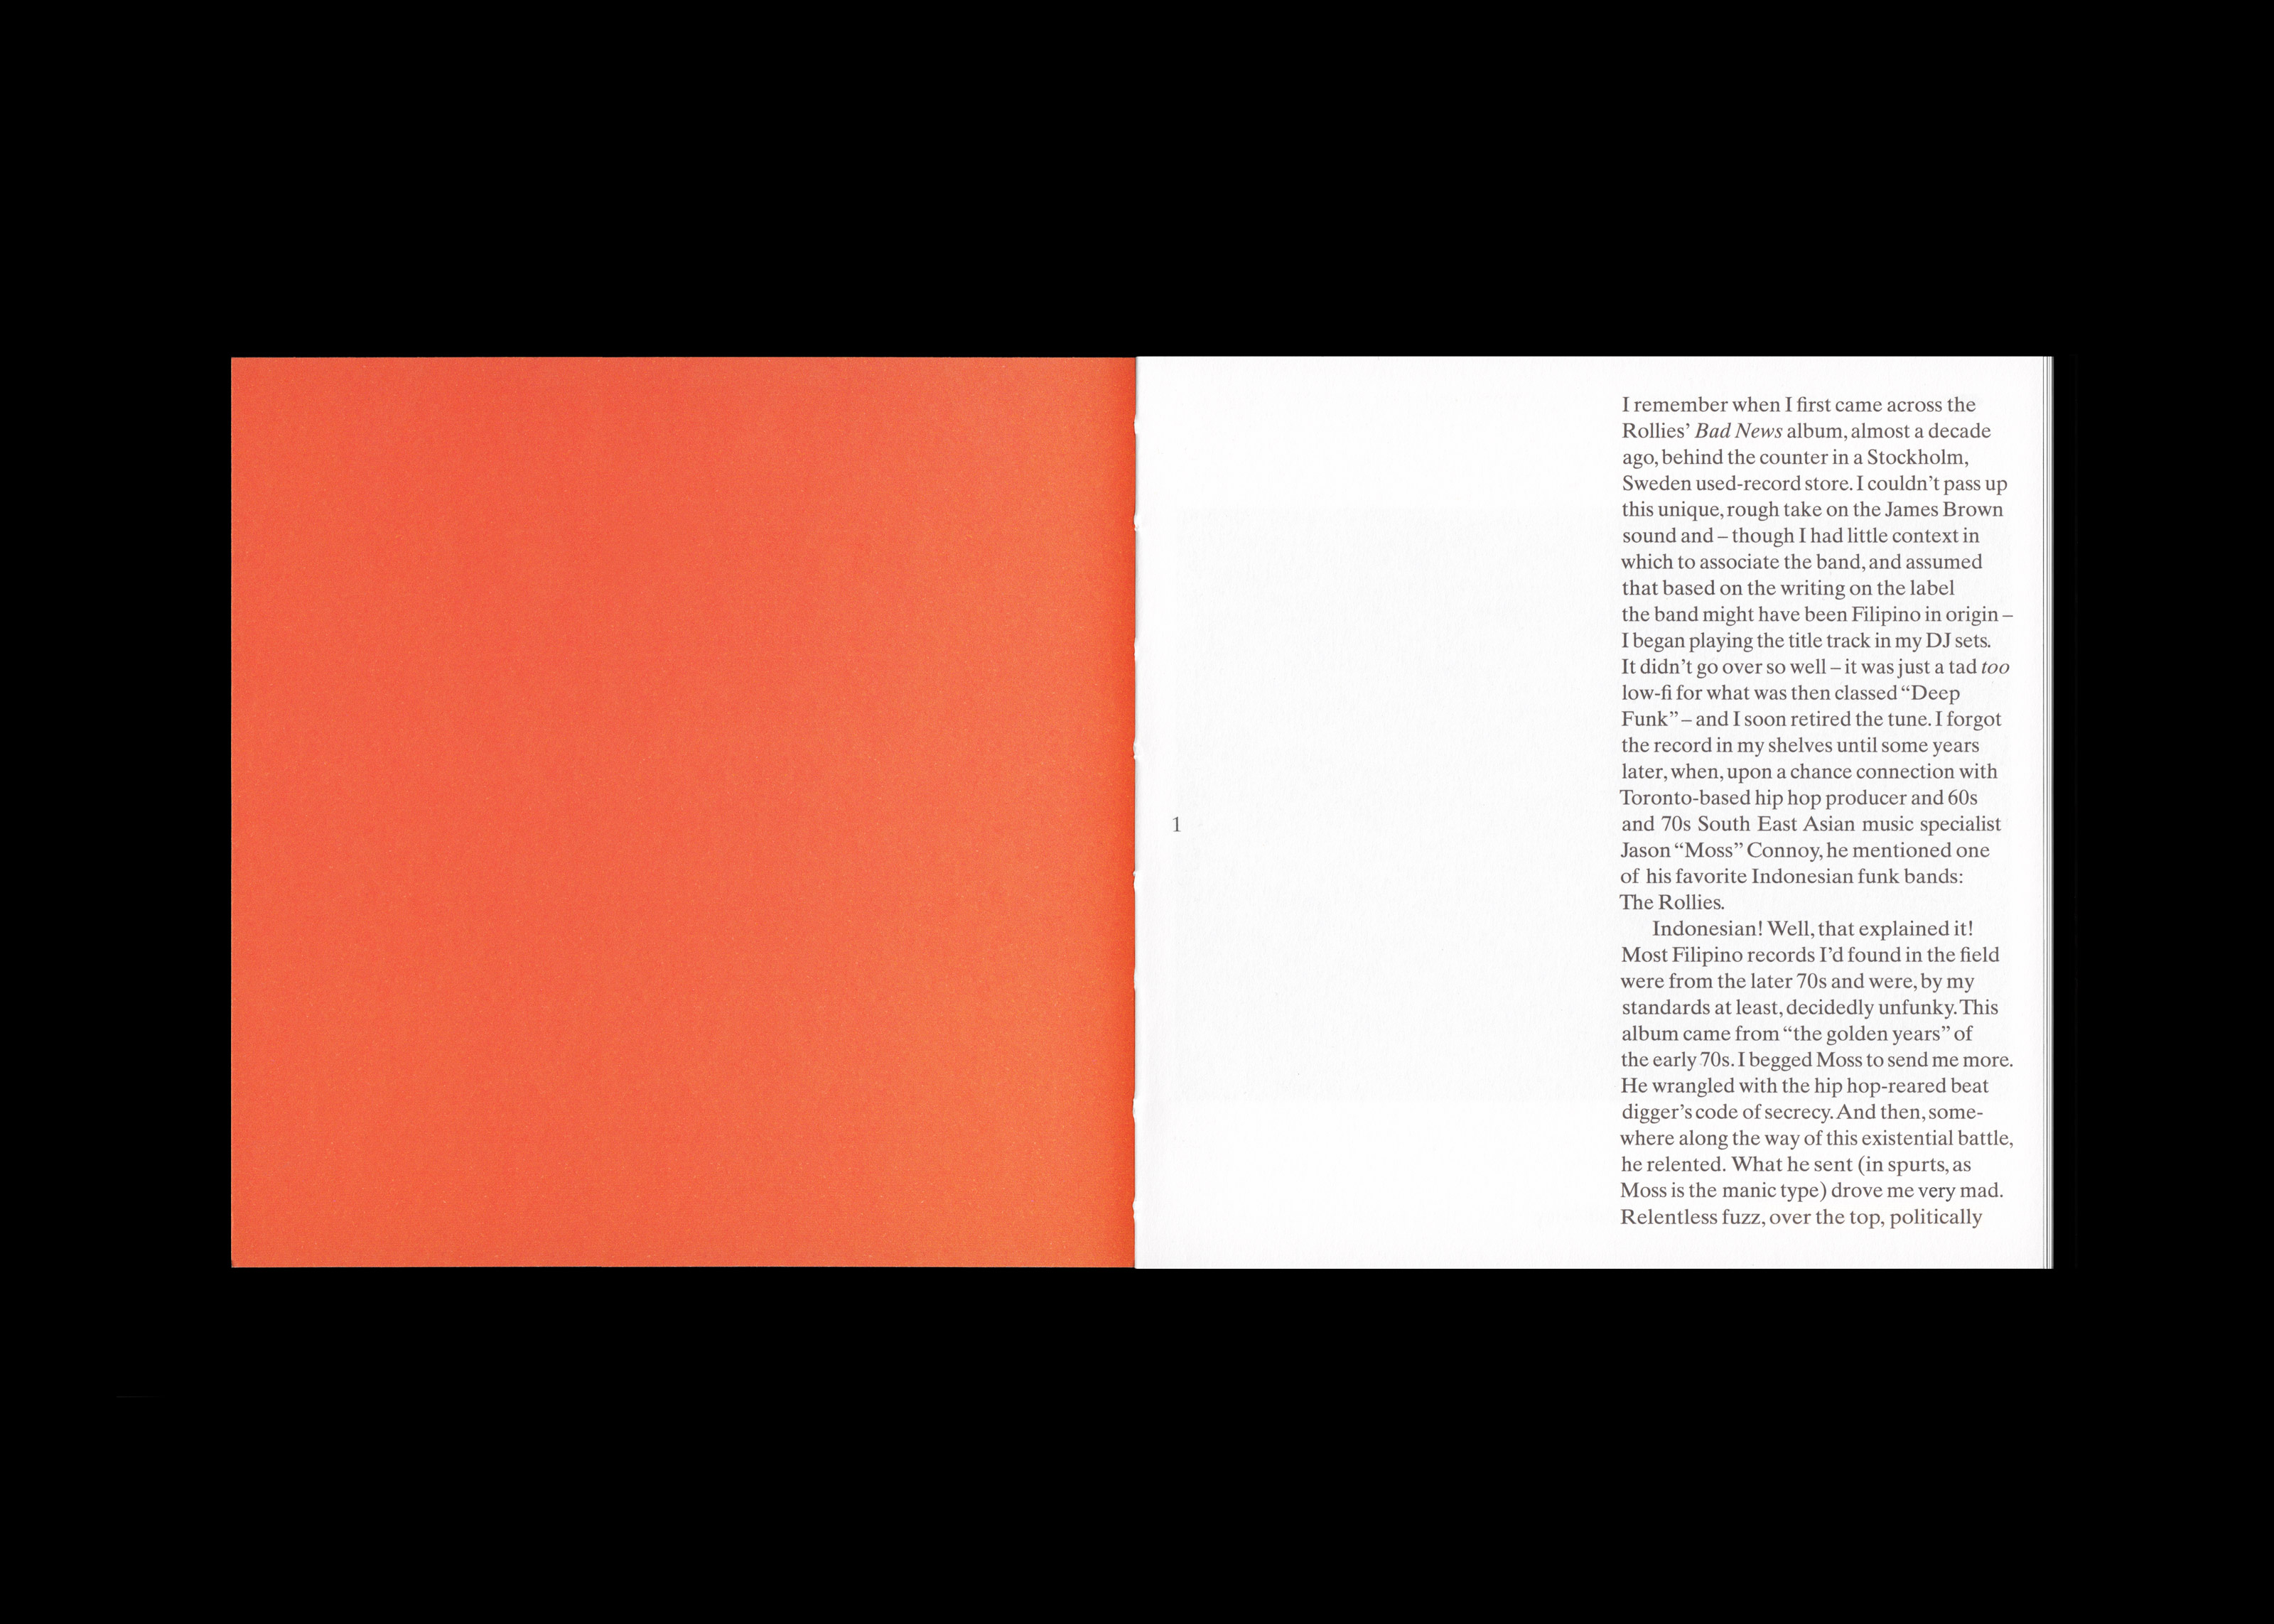 I remember when I first came across the
Rollies’ Bad News album, almost a decade
ago, behind the counter in a Stockholm,
Sweden used-record store. I couldn’t pass up
this unique, rough take on the James Brown
sound and – though I had little context in
which to associate the band, and assumed
that based on the writing on the label
the band might have been Filipino in origin –
I began playing the title track in my DJ sets.
It didn’t go over so well – it was just a tad too
low-fi for what was then classed “Deep
Funk” – and I soon retired the tune. I forgot
the record in my shelves until some years
later, when, upon a chance connection with
Toronto-based hip hop producer and 60s
and 70s South East Asian music specialist
Jason “Moss” Connoy, he mentioned one
of his favorite Indonesian funk bands:
The Rollies.
Indonesian! Well, that explained it!
Most Filipino records I’d found in the field
were from the later 70s and were, by my
standards at least, decidedly unfunky. This
album came from “the golden years” of
the early 70s. I begged Moss to send me more.
He wrangled with the hip hop-reared beat
digger’s code of secrecy. And then, some-
where along the way of this existential battle,
he relented. What he sent (in spurts, as
Moss is the manic type) drove me very mad.
Relentless fuzz, over the top, politically
1